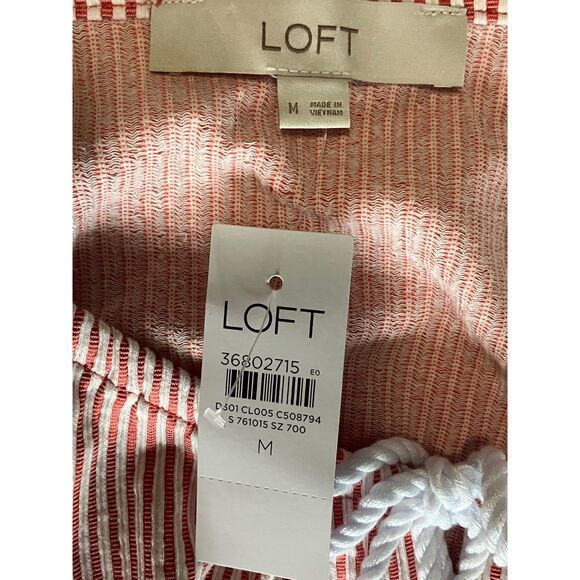 LOFT
M
MADE IN
VIETNAM
LOFT
36802715 E0
D301 CL005 C508794
S 761015 SZ 700
M